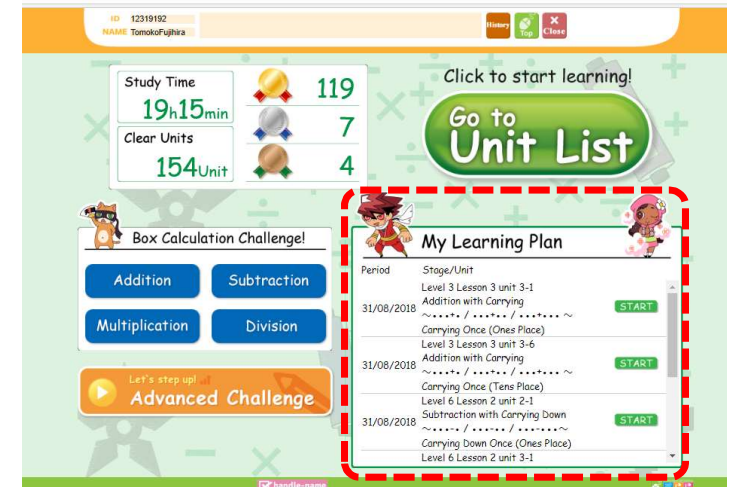 ID 12319192
NAME TomokoFujihira
History
Top
Close
Study Time
19h15min
Clear Units
154Unit
119
7
4
Click to start learning!
Go to
Unit List
Box Calculation Challenge!
Addition
Subtraction
Multiplication
Division
Let's step up!
Advanced Challenge
My Learning Plan
Period Stage/Unit
Level 3 Lesson 3 unit 3-1
31/08/2018 Addition with Carrying START
～•••+• / •••+•• / •••+••• ～
Carrying Once (Ones Place)
Level 3 Lesson 3 unit 3-6
31/08/2018 Addition with Carrying START
～•••+• / •••+•• / •••+••• ～
Carrying Once (Tens Place)
Level 6 Lesson 2 unit 2-1
31/08/2018 Subtraction with Carrying Down START
～•••-• / •••-•• / •••-•••～
Carrying Down Once (Ones Place)
Level 6 Lesson 2 unit 3-1
handle-name